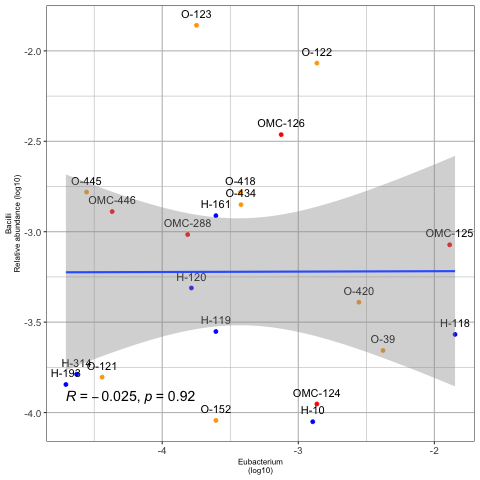 O-123
-2.0
O-122
-2.5
OMC-126
O-445
O-418
OMC-446
O-434
H-161
OMC-288
OMC-125
-3.0
H-120
O-420
-3.5
H-119
H-118
O-39
H-314
O-121
H-193
R = – 0.025, p = 0.92
OMC-124
-4.0
O-152
H-10
-4
-3
-2
Eubacterium
(log10)
Bacilli
Relative abundance (log10)